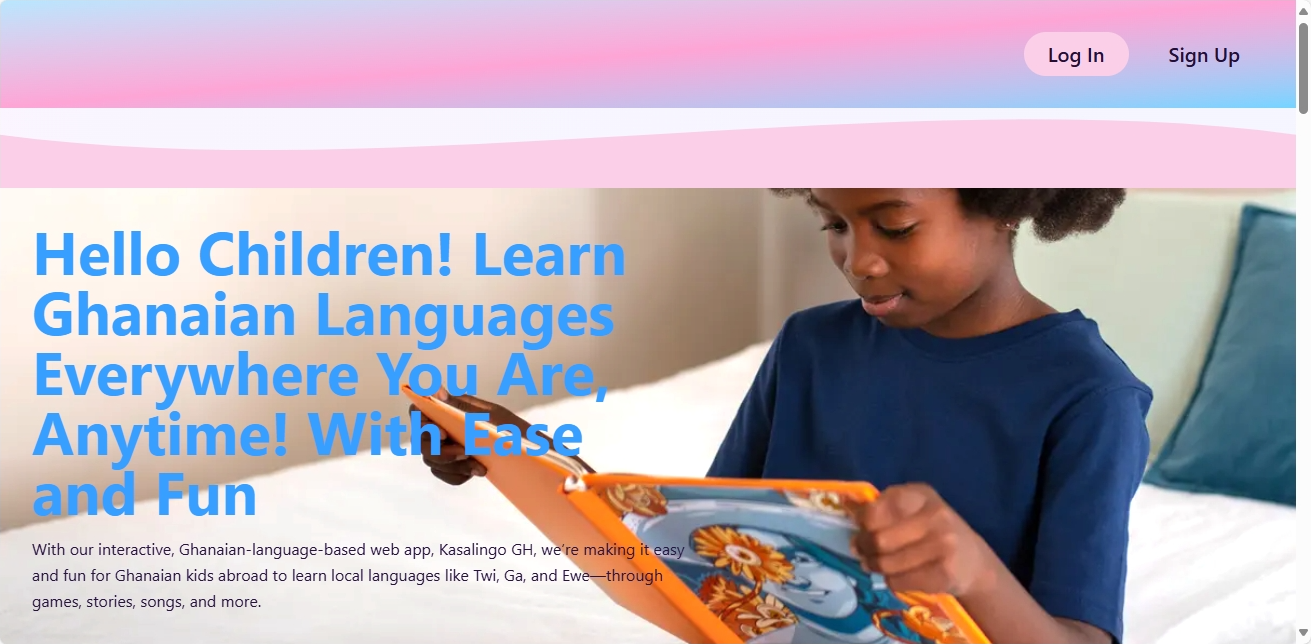 Log In
Sign Up
Hello Children! Learn
Ghanaian Languages
Everywhere You Are,
Anytime! With Ease
and Fun
With our interactive, Ghanaian-language-based web app, Kasalingo GH, we're making it easy
and fun for Ghanaian kids abroad to learn local languages like Twi, Ga, and Ewe—through
games, stories, songs, and more.